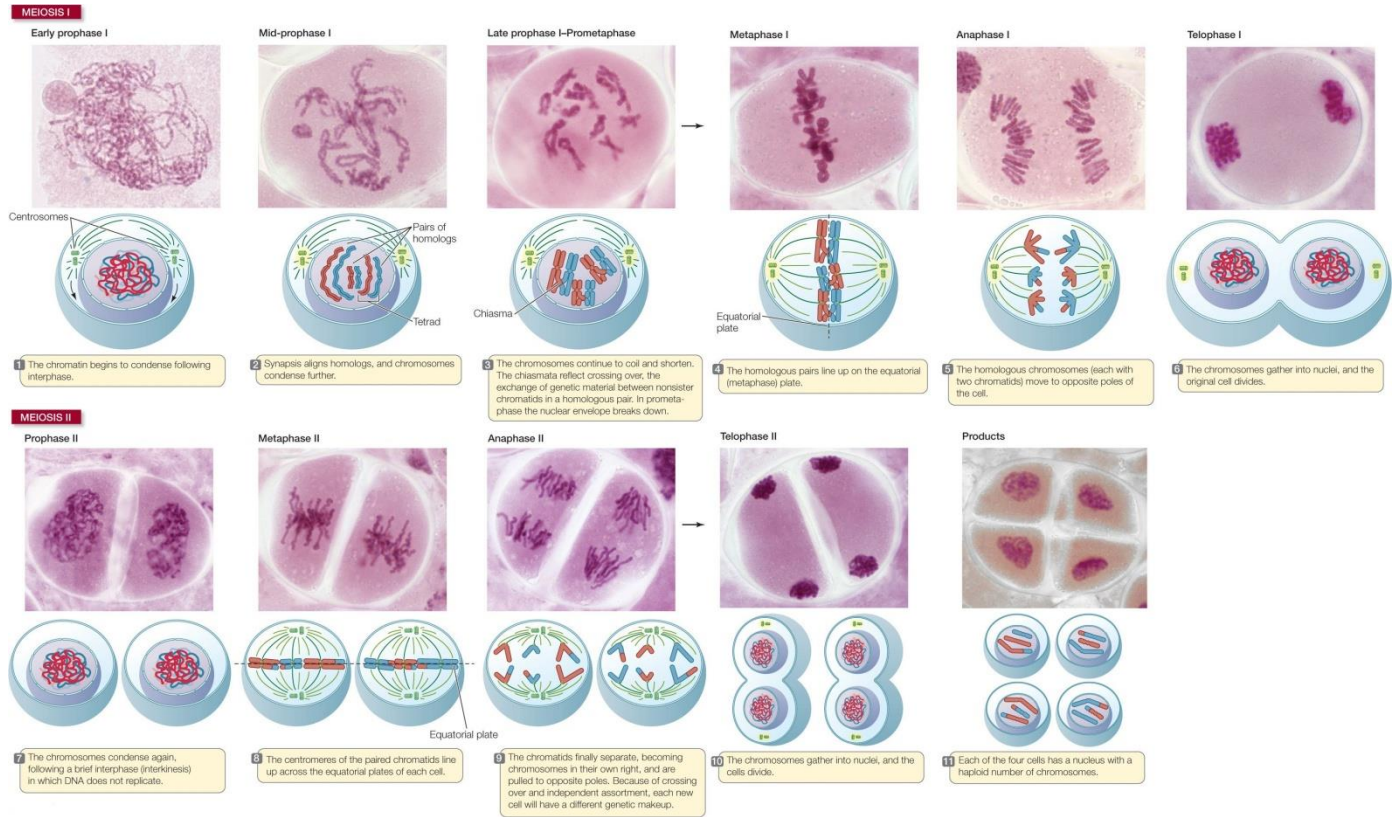 MEIOSIS I
Early prophase I
Mid-prophase I
Late prophase I–Prometaphase
Metaphase I
Anaphase I
Telophase I
Centrosomes
Pairs of
homologs
Tetrad
Chiasma
Equatorial
plate
1 The chromatin begins to condense following
interphase.
2 Synapsis aligns homologs, and chromosomes
condense further.
3 The chromosomes continue to coil and shorten.
The chiasmata reflect crossing over, the
exchange of genetic material between nonsister
chromatids in a homologous pair. In prometa-
phase the nuclear envelope breaks down.
4 The homologous pairs line up on the equatorial
(metaphase) plate.
5 The homologous chromosomes (each with
two chromatids) move to opposite poles of
the cell.
6 The chromosomes gather into nuclei, and the
original cell divides.
MEIOSIS II
Prophase II
Metaphase II
Anaphase II
Telophase II
Products
Equatorial plate
7 The chromosomes condense again,
following a brief interphase (interkinesis)
in which DNA does not replicate.
8 The centromeres of the paired chromatids line
up across the equatorial plates of each cell.
9 The chromatids finally separate, becoming
chromosomes in their own right, and are
pulled to opposite poles. Because of crossing
over and independent assortment, each new
cell will have a different genetic makeup.
10 The chromosomes gather into nuclei, and the
cells divide.
11 Each of the four cells has a nucleus with a
haploid number of chromosomes.